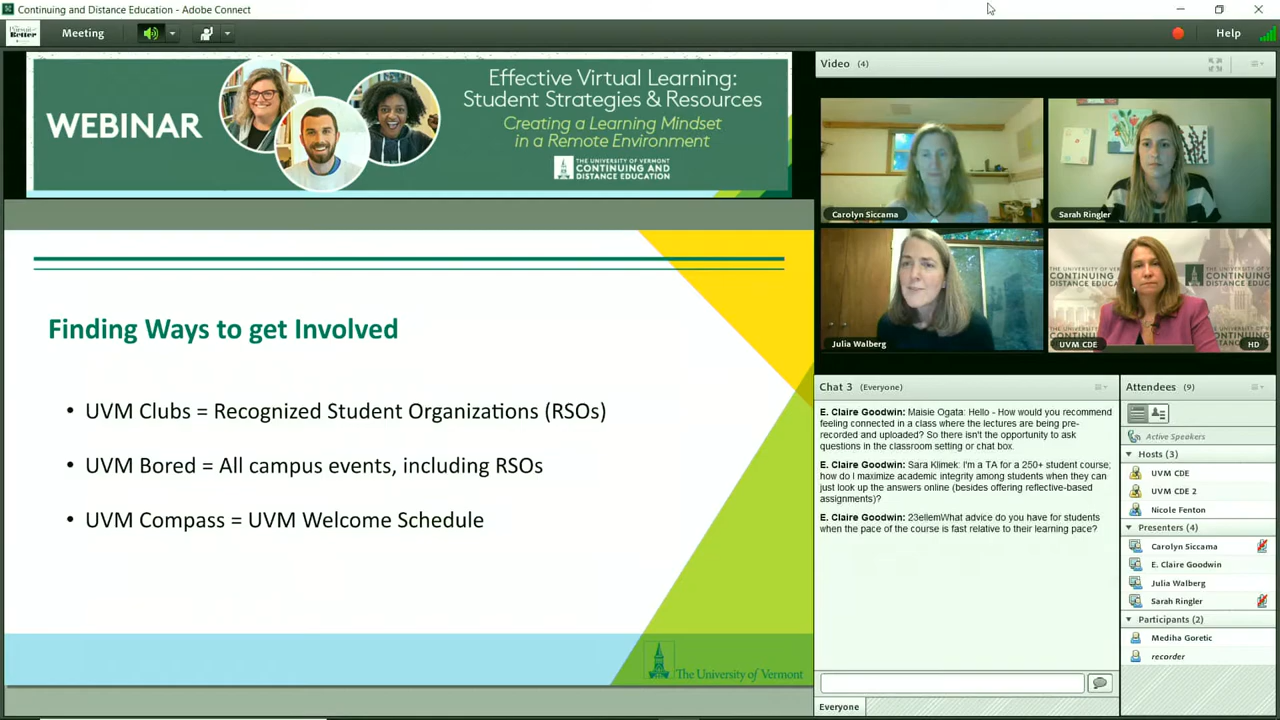 Continuing and Distance Education - Adobe Connect
Pursuit
Better
Meeting
Help
WEBINAR
Effective Virtual Learning:
Student Strategies & Resources
Creating a Learning Mindset
in a Remote Environment
THE UNIVERSITY OF VERMONT
CONTINUING AND
DISTANCE EDUCATION
Finding Ways to get Involved
• UVM Clubs = Recognized Student Organizations (RSOs)
• UVM Bored = All campus events, including RSOs
• UVM Compass = UVM Welcome Schedule
The University of Vermont
Video (4)
Carolyn Siccama
Sarah Ringler
Julia Walberg
THE UNIVERSITY OF VERMONT
CONTINUING
DISTANCE EDUCA
UVM CDE
HD
Chat 3 (Everyone)
E. Claire Goodwin: Maisie Ogata: Hello - How would you recommend
feeling connected in a class where the lectures are being pre-
recorded and uploaded? So there isn't the opportunity to ask
questions in the classroom setting or chat box.
E. Claire Goodwin: Sara Klimek: I'm a TA for a 250+ student course;
how do I maximize academic integrity among students when they can
just look up the answers online (besides offering reflective-based
assignments)?
E. Claire Goodwin: 23ellemWhat advice do you have for students
when the pace of the course is fast relative to their learning pace?
Everyone
Attendees (9)
Active Speakers
Hosts (3)
UVM CDE
UVM CDE 2
Nicole Fenton
Presenters (4)
Carolyn Siccama
E. Claire Goodwin
Julia Walberg
Sarah Ringler
Participants (2)
Mediha Goretic
recorder